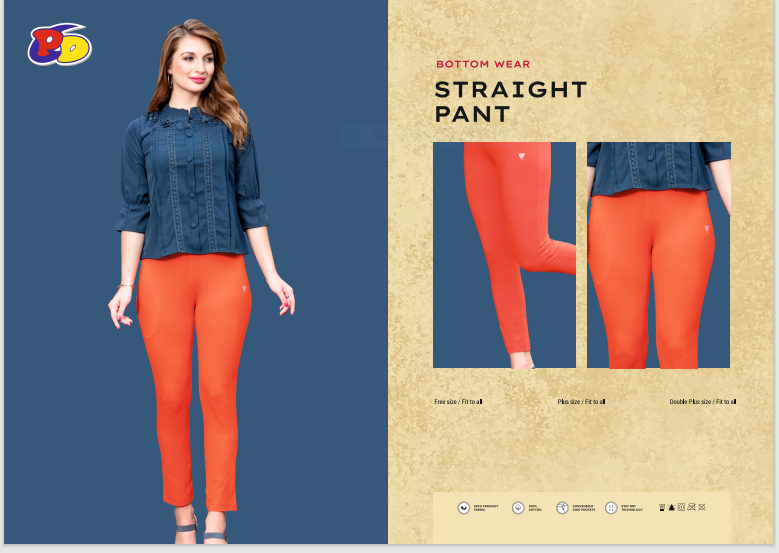 PD
BOTTOM WEAR
STRAIGHT
PANT
Free size / Fit to all
Plus size / Fit to all
Double Plus size / Fit to all
SKIN FRIENDLY
FABRIC
100%
COTTON
CONVENIENT
SIDE POCKETS
STAY DRY
TECHNOLOGY